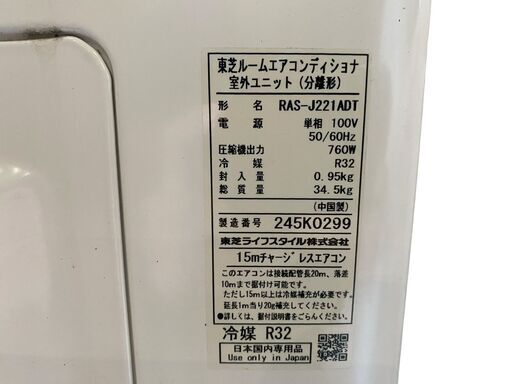 東芝ルームエアコンディショナ
室外ユニット（分離形）
形 名 RAS-J221ADT
電 源 単相 100V
50/60Hz
圧縮機出力 760W
冷 媒 R32
封 入 量 0.95kg
総 質 量 34.5kg
（中国製）
製造番号 245K0299
東芝ライフスタイル株式会社
15mチャージレスエアコン
このエアコンは接続配管長20m、落差
10mまで据付け可能です。
ただし15m以上は冷媒補充が必要です。
延長1m当り20g補充してください。
●詳しくは、据付説明書をごらんください。
冷媒 R32
日本国内専用品
Use only in Japan